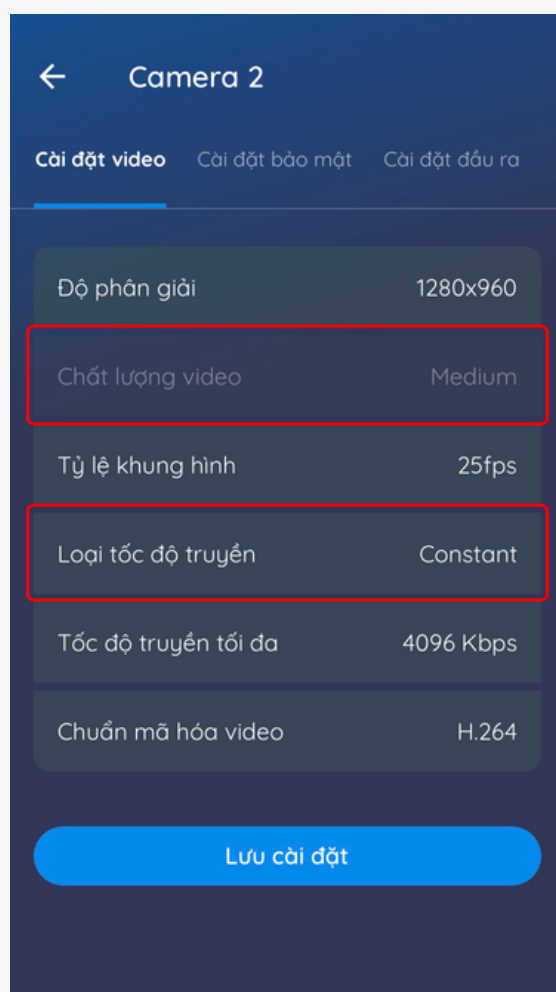 Camera 2
Cài đặt video Cài đặt bảo mật Cài đặt đầu ra
Độ phân giải 1280x960
Chất lượng video Medium
Tỷ lệ khung hình 25fps
Loại tốc độ truyền Constant
Tốc độ truyền tối đa 4096 Kbps
Chuẩn mã hóa video H.264
Lưu cài đặt